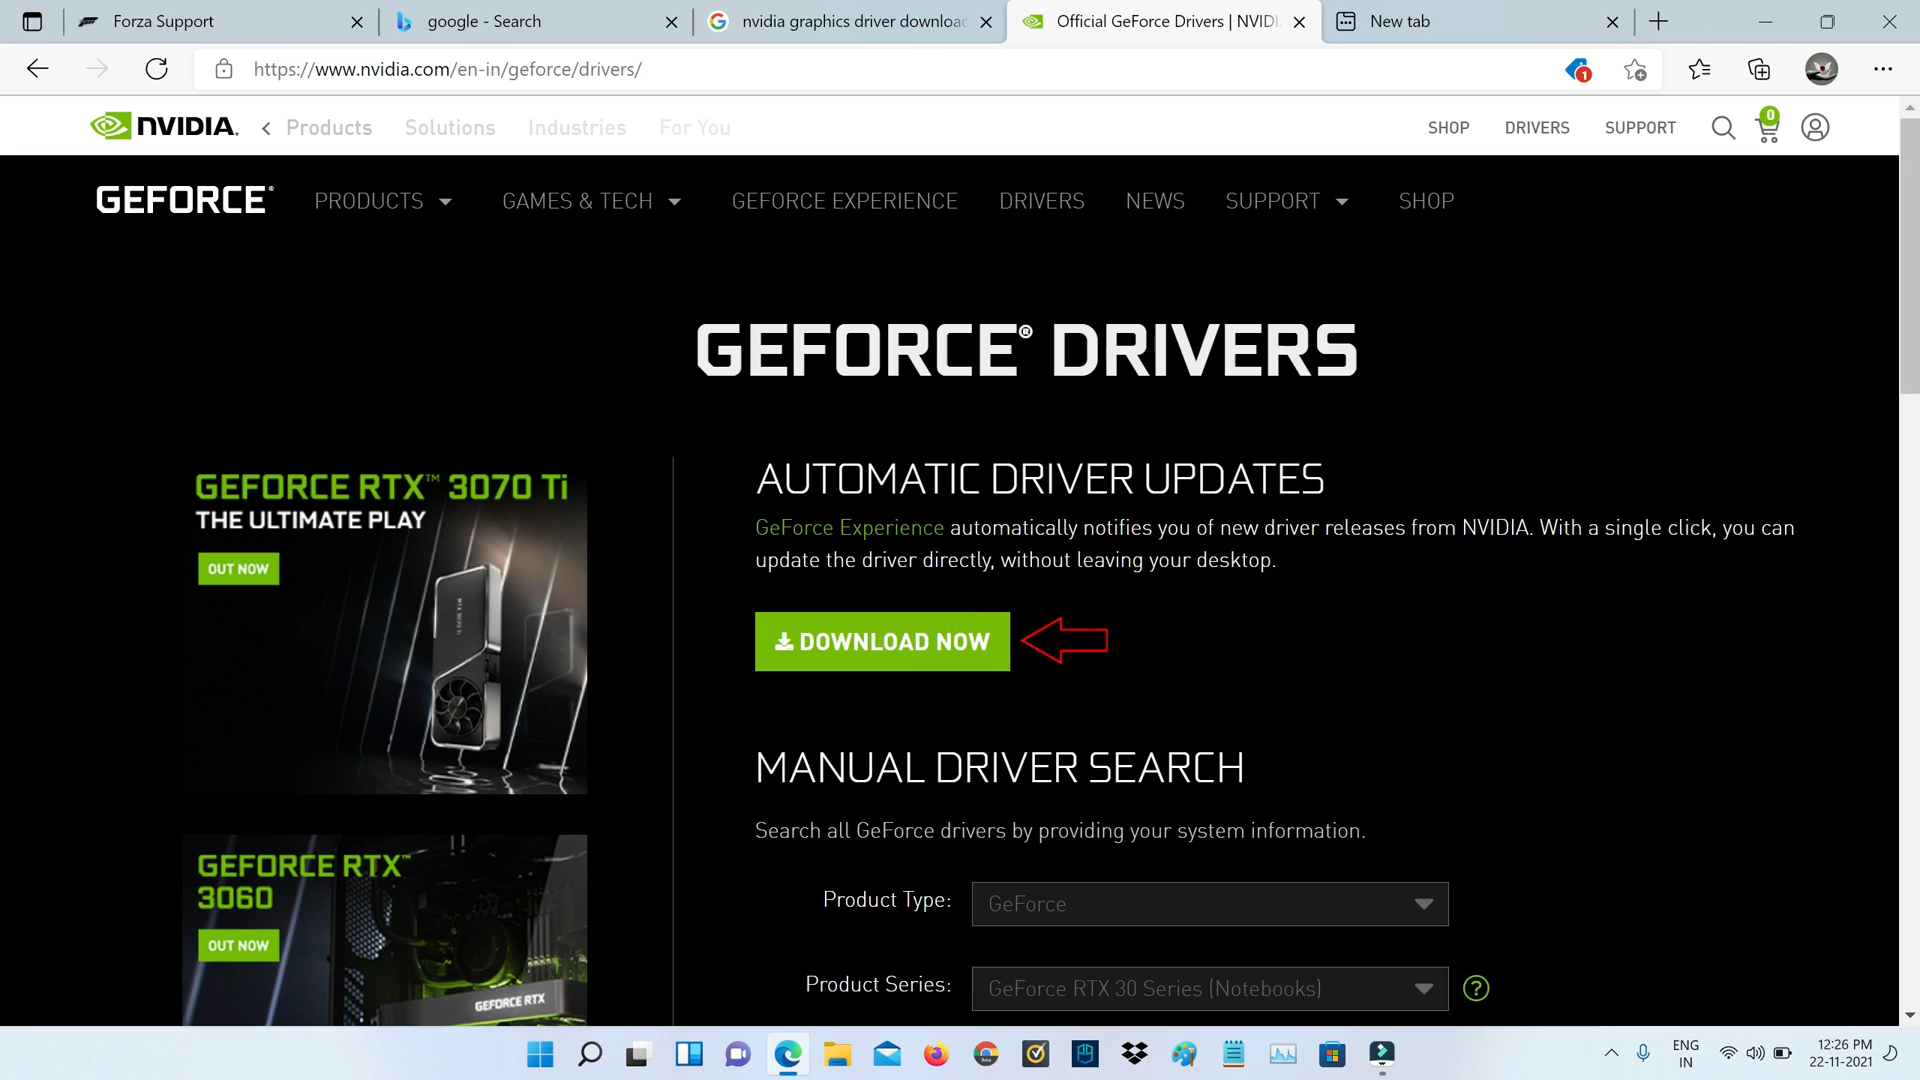 Forza Support
google - Search
nvidia graphics driver download
Official GeForce Drivers | NVIDI
New tab
https://www.nvidia.com/en-in/geforce/drivers/
1
NVIDIA.
Products
Solutions
Industries
For You
SHOP
DRIVERS
SUPPORT
0
GEFORCE®
PRODUCTS
GAMES & TECH
GEFORCE EXPERIENCE
DRIVERS
NEWS
SUPPORT
SHOP
GEFORCE® DRIVERS
GEFORCE RTX™ 3070 Ti
THE ULTIMATE PLAY
OUT NOW
AUTOMATIC DRIVER UPDATES
GeForce Experience automatically notifies you of new driver releases from NVIDIA. With a single click, you can
update the driver directly, without leaving your desktop.
DOWNLOAD NOW
MANUAL DRIVER SEARCH
Search all GeForce drivers by providing your system information.
GEFORCE RTX™
3060
OUT NOW
GEFORCE RTX
Product Type:
GeForce
Product Series:
GeForce RTX 30 Series (Notebooks)
?
ENG
IN
12:26 PM
22-11-2021